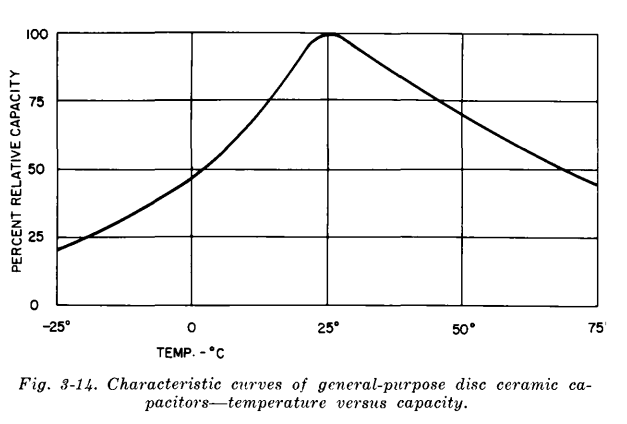 100
75
50
25
0
PERCENT RELATIVE CAPACITY
-25° 0 25° 50° 75'
TEMP. - °C
Fig. 3-14. Characteristic curves of general-purpose disc ceramic ca-
pacitors—temperature versus capacity.